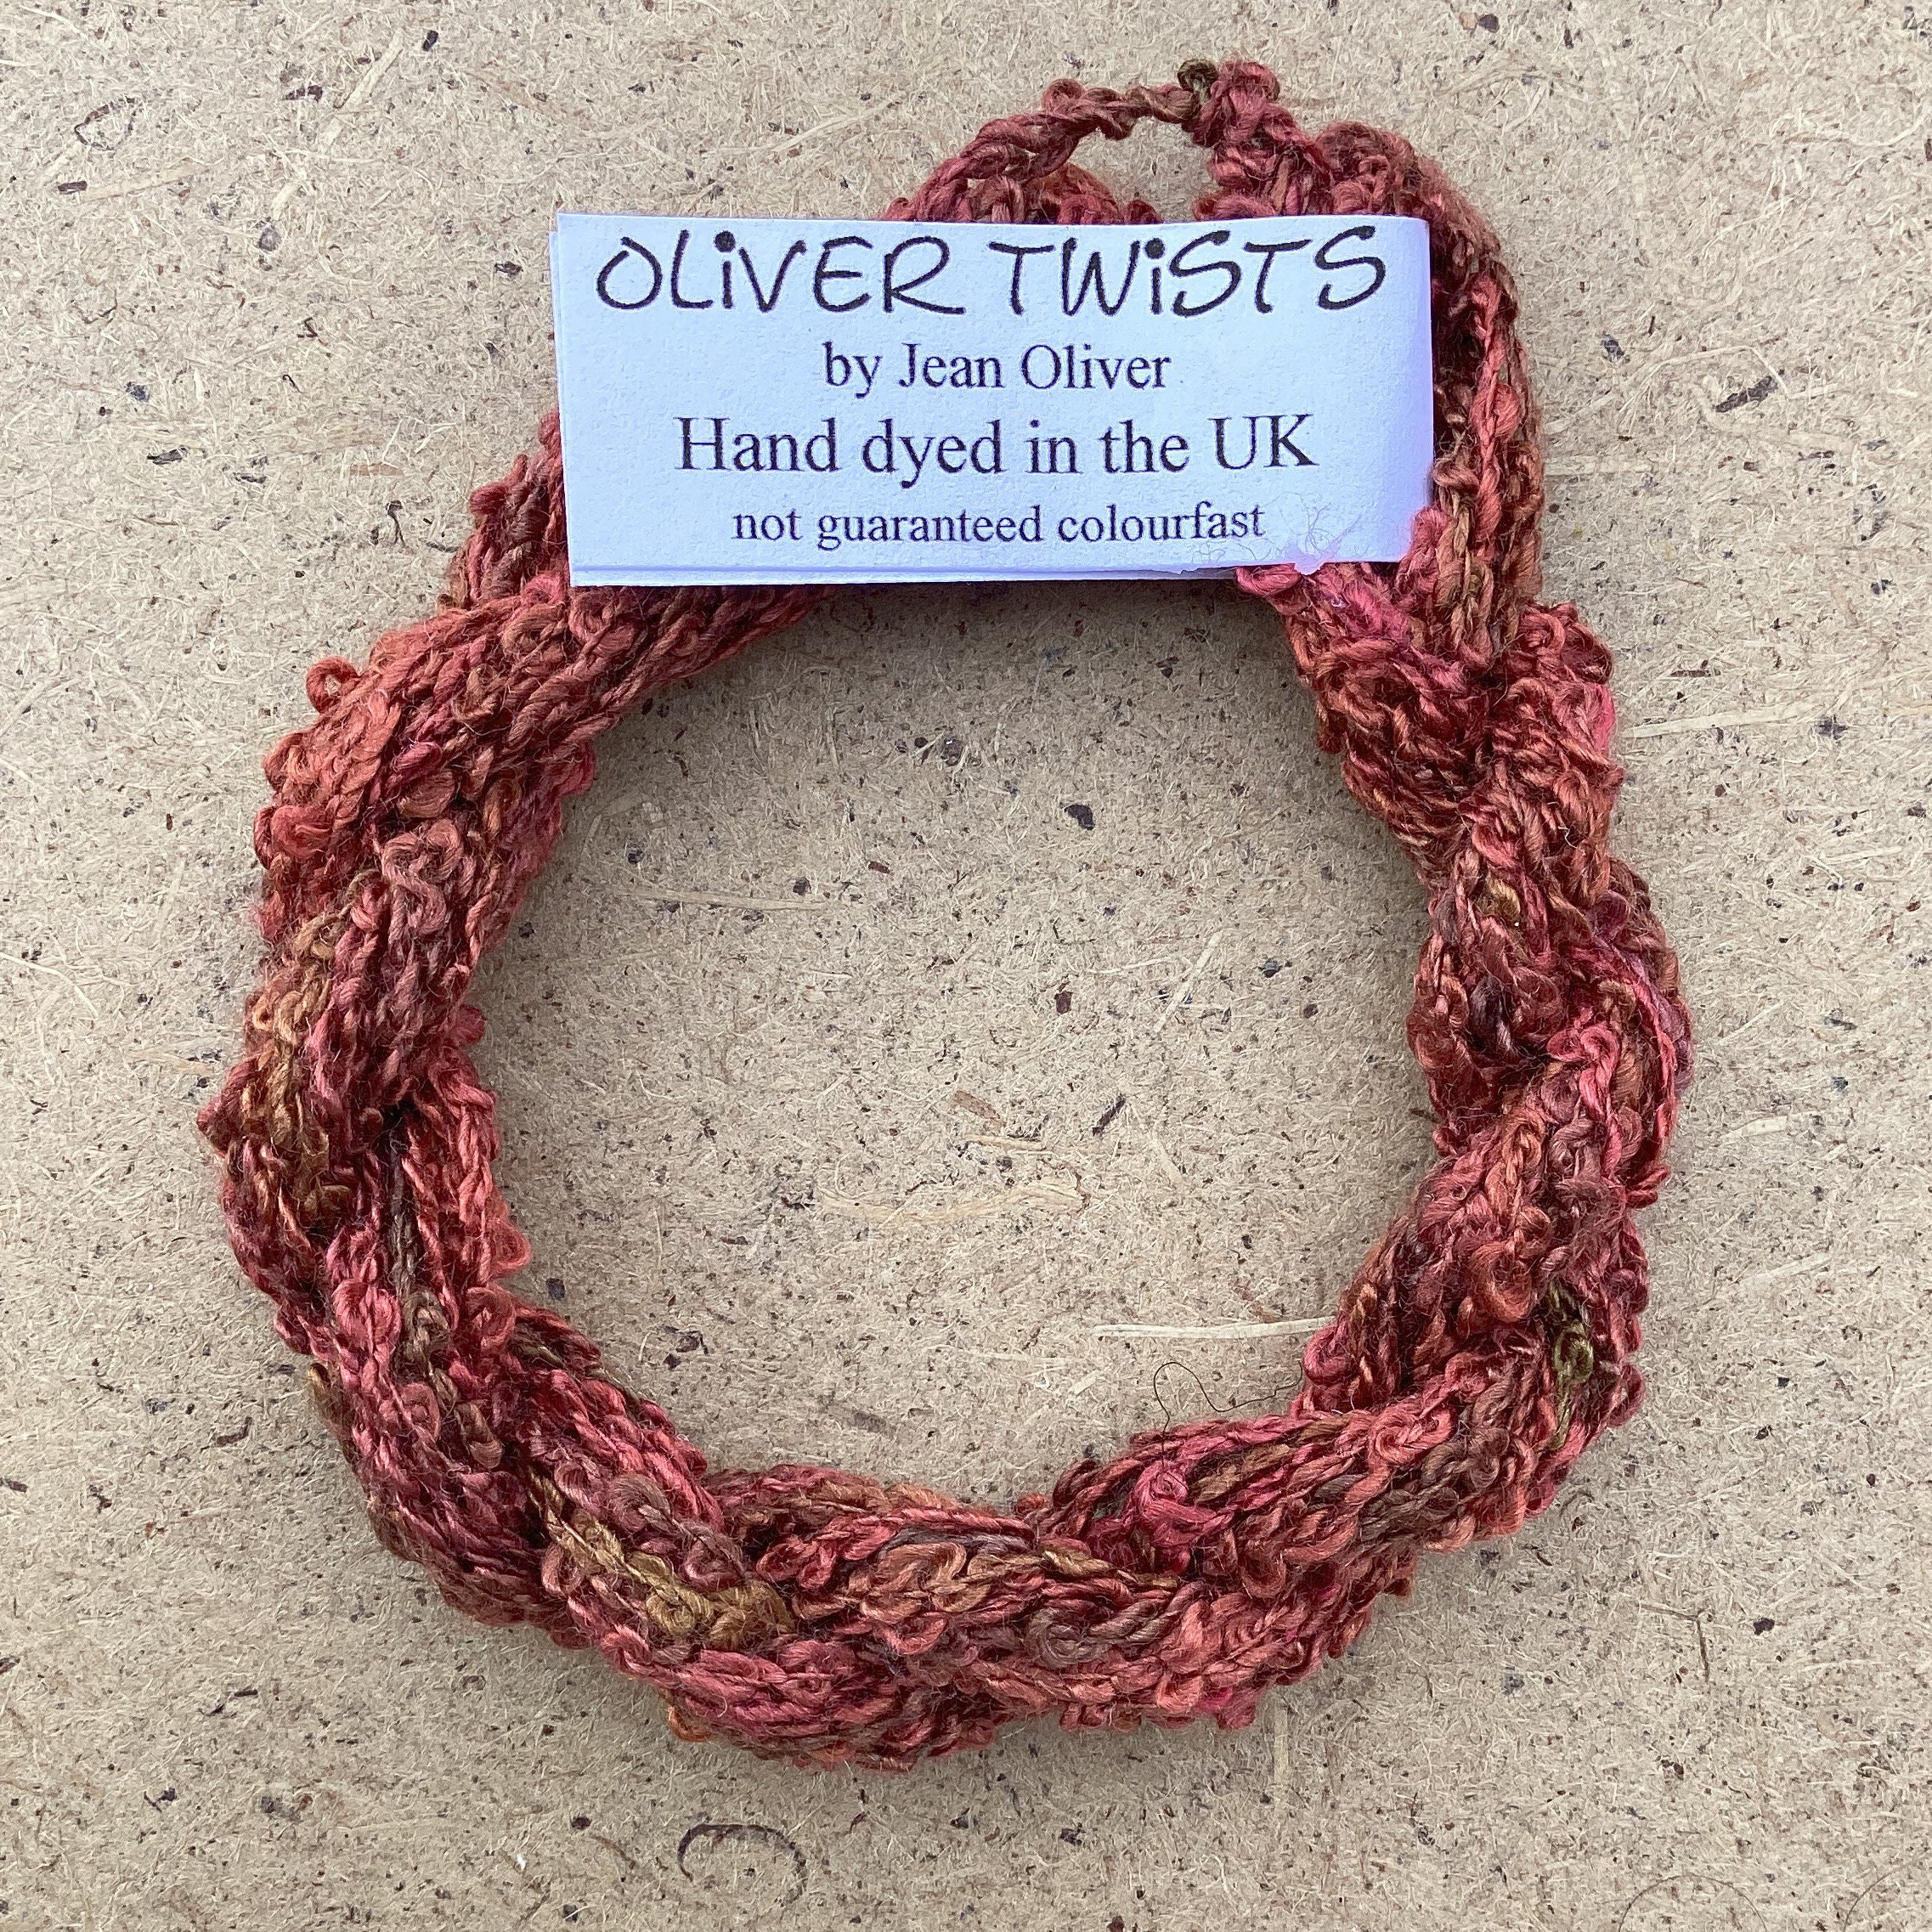 OLiVER TWiSTS
by Jean Oliver
Hand dyed in the UK
not guaranteed colourfast